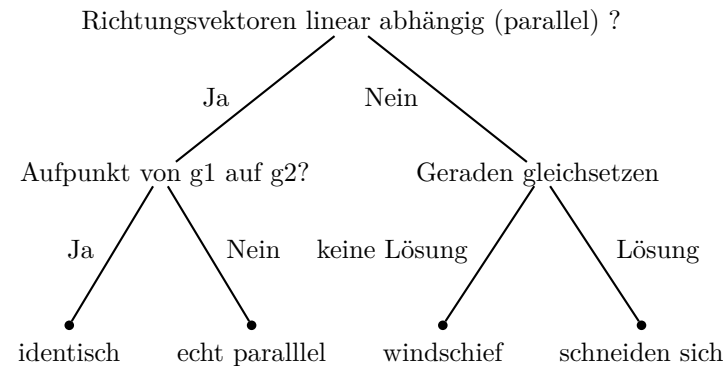 Richtungsvektoren linear abhängig (parallel) ?
Ja
Nein
Aufpunkt von g1 auf g2?
Geraden gleichsetzen
Ja
Nein
keine Lösung
Lösung
identisch
echt paralllel
windschief
schneiden sich